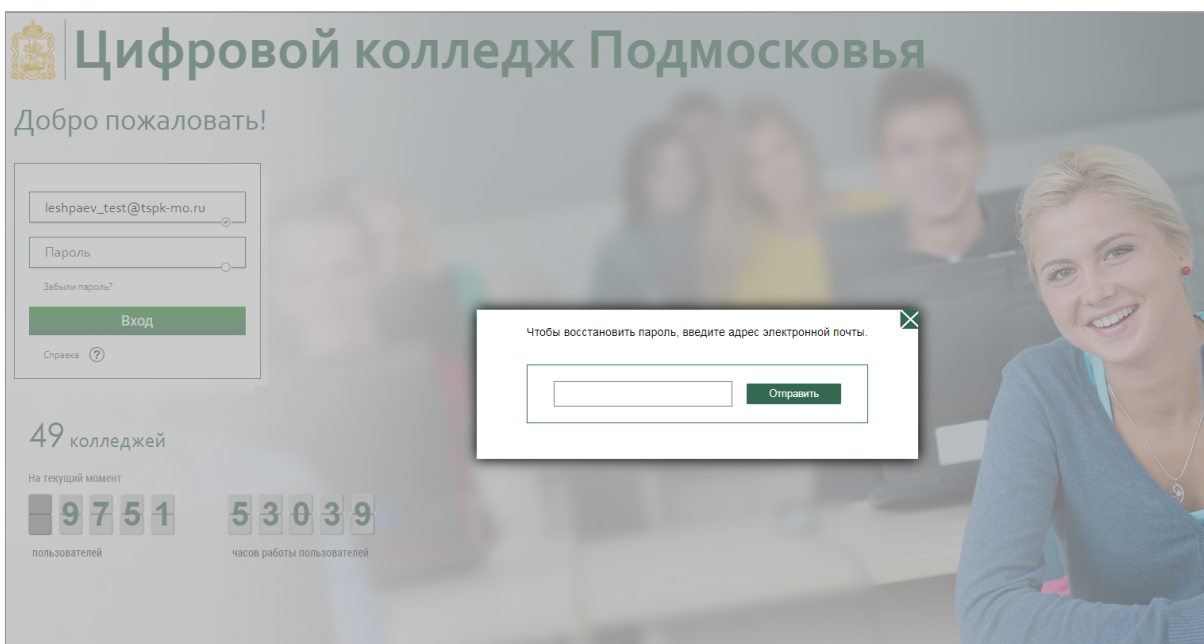 Цифровой колледж Подмосковья
Добро пожаловать!
leshpaev_test@tspk-mo.ru
Пароль
Забыли пароль?
Вход
Справка ?
Чтобы восстановить пароль, введите адрес электронной почты.
Отправить
49 колледжей
На текущий момент
9751 53039
пользователей часов работы пользователей